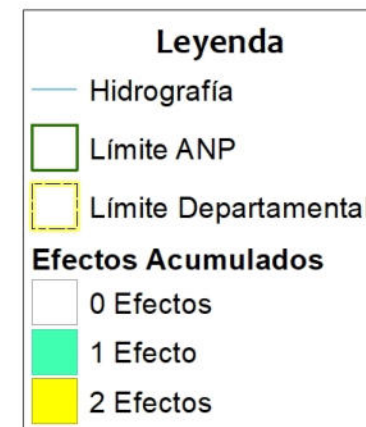 Leyenda
Hidrografía
Límite ANP
Límite Departamental
Efectos Acumulados
0 Efectos
1 Efecto
2 Efectos